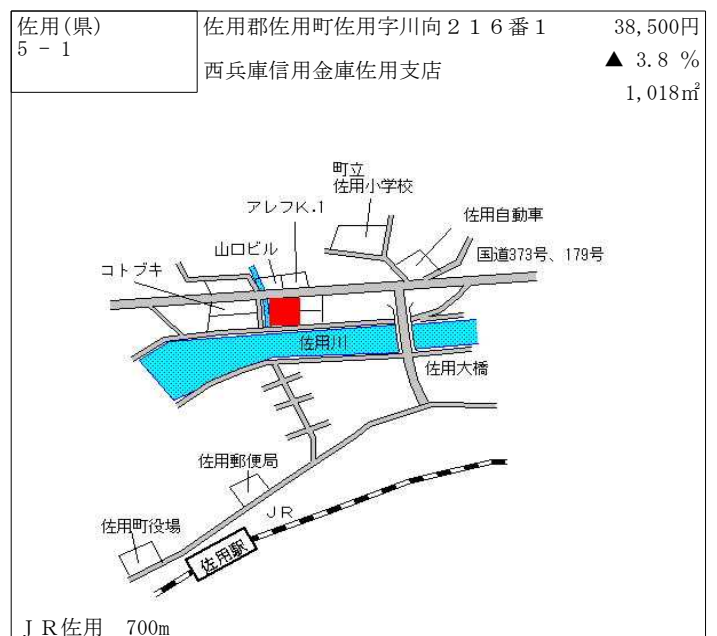 佐用(県)
5 - 1
佐用郡佐用町佐用字川向２１６番１
西兵庫信用金庫佐用支店
38,500円
▲ 3.8 %
1,018㎡
町立
佐用小学校
アレフK.1
佐用自動車
山口ビル
国道373号、179号
コトブキ
佐用川
佐用大橋
佐用郵便局
JR
佐用町役場
佐用駅
ＪＲ佐用　700m